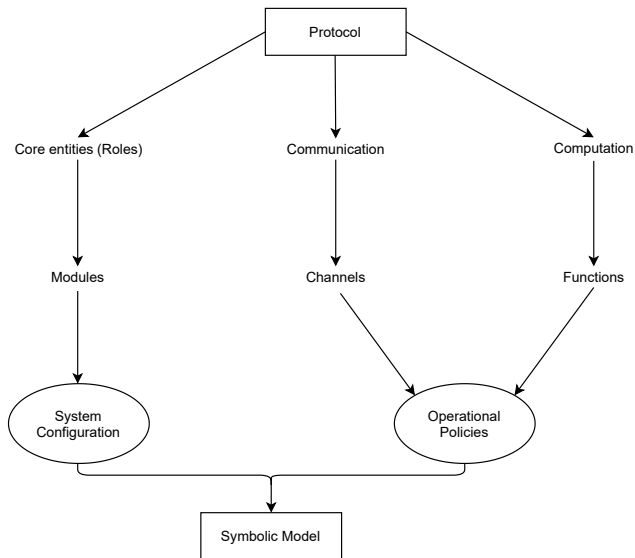 Protocol
Core entities (Roles)
Communication
Computation
Modules
Channels
Functions
System
Configuration
Operational
Policies
Symbolic Model